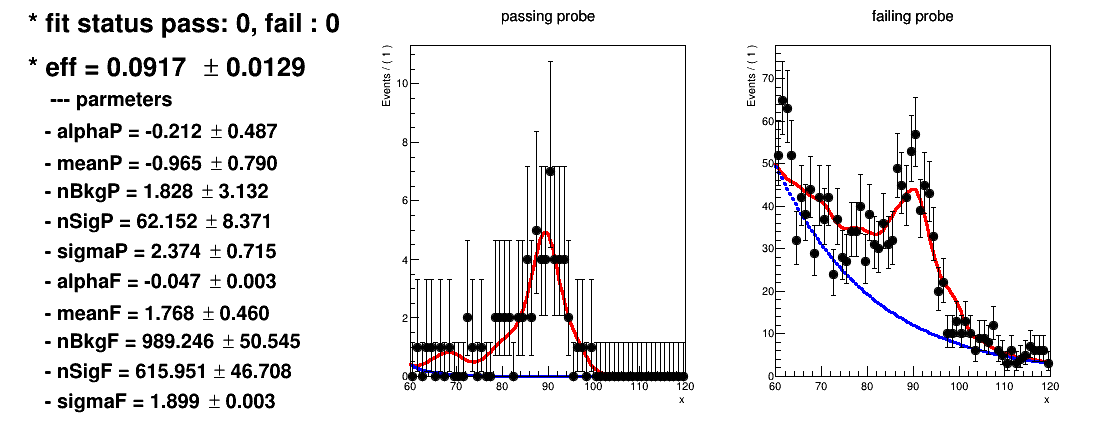 * fit status pass: 0, fail : 0
* eff = 0.0917 ± 0.0129
--- parmeters
- alphaP = -0.212 ± 0.487
- meanP = -0.965 ± 0.790
- nBkgP = 1.828 ± 3.132
- nSigP = 62.152 ± 8.371
- sigmaP = 2.374 ± 0.715
- alphaF = -0.047 ± 0.003
- meanF = 1.768 ± 0.460
- nBkgF = 989.246 ± 50.545
- nSigF = 615.951 ± 46.708
- sigmaF = 1.899 ± 0.003
passing probe
Events / ( 1 )
10
8
6
4
2
0
60 70 80 90 100 110 120
x
failing probe
Events / ( 1 )
70
60
50
40
30
20
10
0
60 70 80 90 100 110 120
x